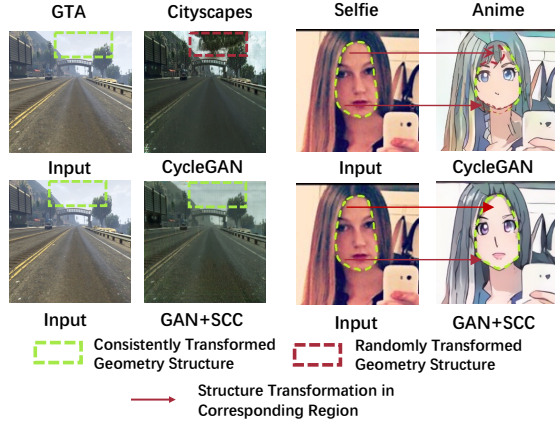 GTA Cityscapes Selfie Anime
Input CycleGAN Input CycleGAN
Input GAN+SCC Input GAN+SCC
Consistently Transformed
Geometry Structure
Randomly Transformed
Geometry Structure
Structure Transformation in
Corresponding Region